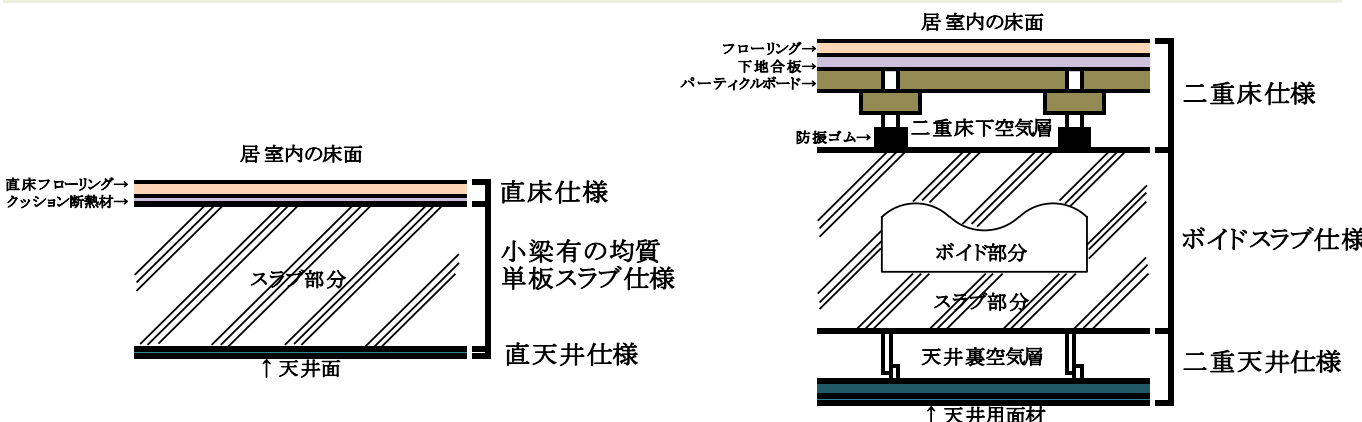 居室内の床面
直床フローリング→
クッション断熱材→
直床仕様
スラブ部分
小梁有の均質
単板スラブ仕様
直天井仕様
↑天井面
居室内の床面
フローリング→
下地合板→
パーティクルボード→
二重床仕様
二重床下空気層
防振ゴム→
ボイド部分
ボイドスラブ仕様
スラブ部分
天井裏空気層
二重天井仕様
↑天井用面材